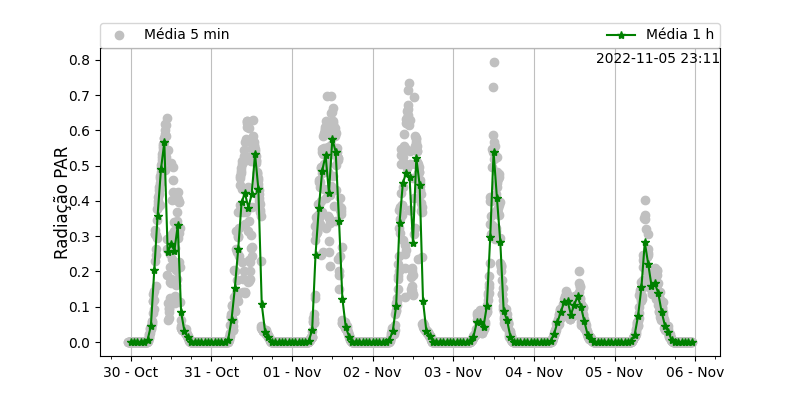 Média 5 min
Média 1 h
2022-11-05 23:11
Radiação PAR
0.8
0.7
0.6
0.5
0.4
0.3
0.2
0.1
0.0
30 - Oct
31 - Oct
01 - Nov
02 - Nov
03 - Nov
04 - Nov
05 - Nov
06 - Nov